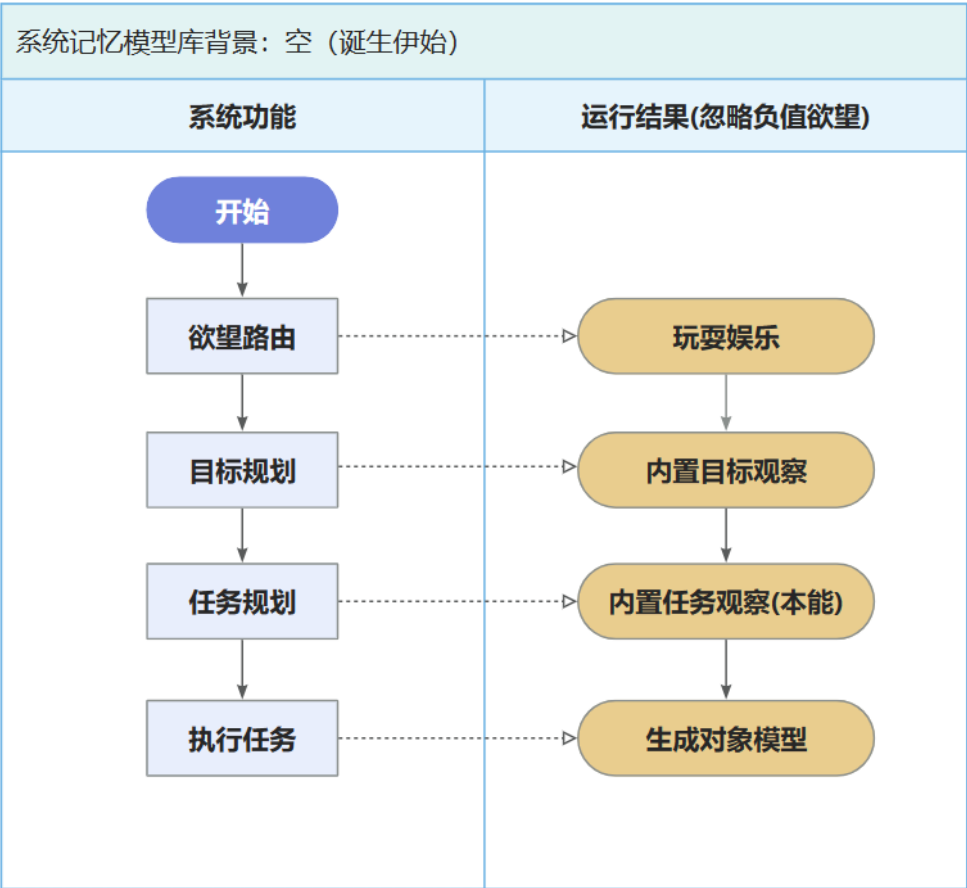 系统记忆模型库背景：空（诞生伊始）
系统功能
运行结果(忽略负值欲望)
开始
欲望路由
玩耍娱乐
目标规划
内置目标观察
任务规划
内置任务观察(本能)
执行任务
生成对象模型